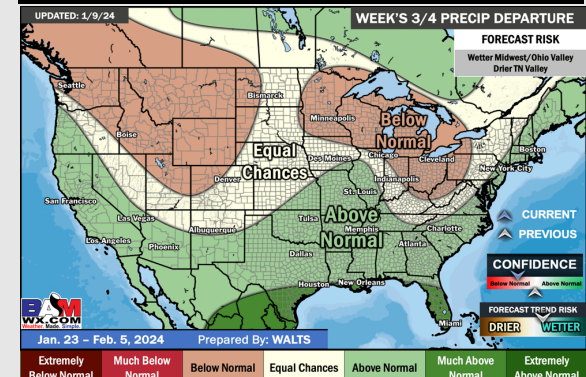 UPDATED: 1/9/24
WEEK'S 3/4 PRECIP DEPARTURE
FORECAST RISK
Wetter Midwest/Ohio Valley
Drier TN Valley
Seattle
Bismarck
Minneapolis
Below
Normal
Boise
Equal
Chances
Des Moines
Chicago
Cleveland
Boston
New York City
Denver
Indianapolis
St. Louis
San Francisco
Las Vegas
Albuquerque
Tulsa
Above
Normal
Memphis
Charlotte
Los Angeles
Phoenix
Dallas
Atlanta
Houston
New Orleans
Miami
CURRENT
PREVIOUS
CONFIDENCE
Below Normal
Above Normal
FORECAST TREND RISK
DRIER
WETTER
BAM
WX.COM
Weather. Made. Simple.
Jan. 23 – Feb. 5, 2024
Prepared By: WALTS
Extremely
Below Normal
Much Below
Normal
Below Normal
Equal Chances
Above Normal
Much Above
Normal
Extremely
Above Normal